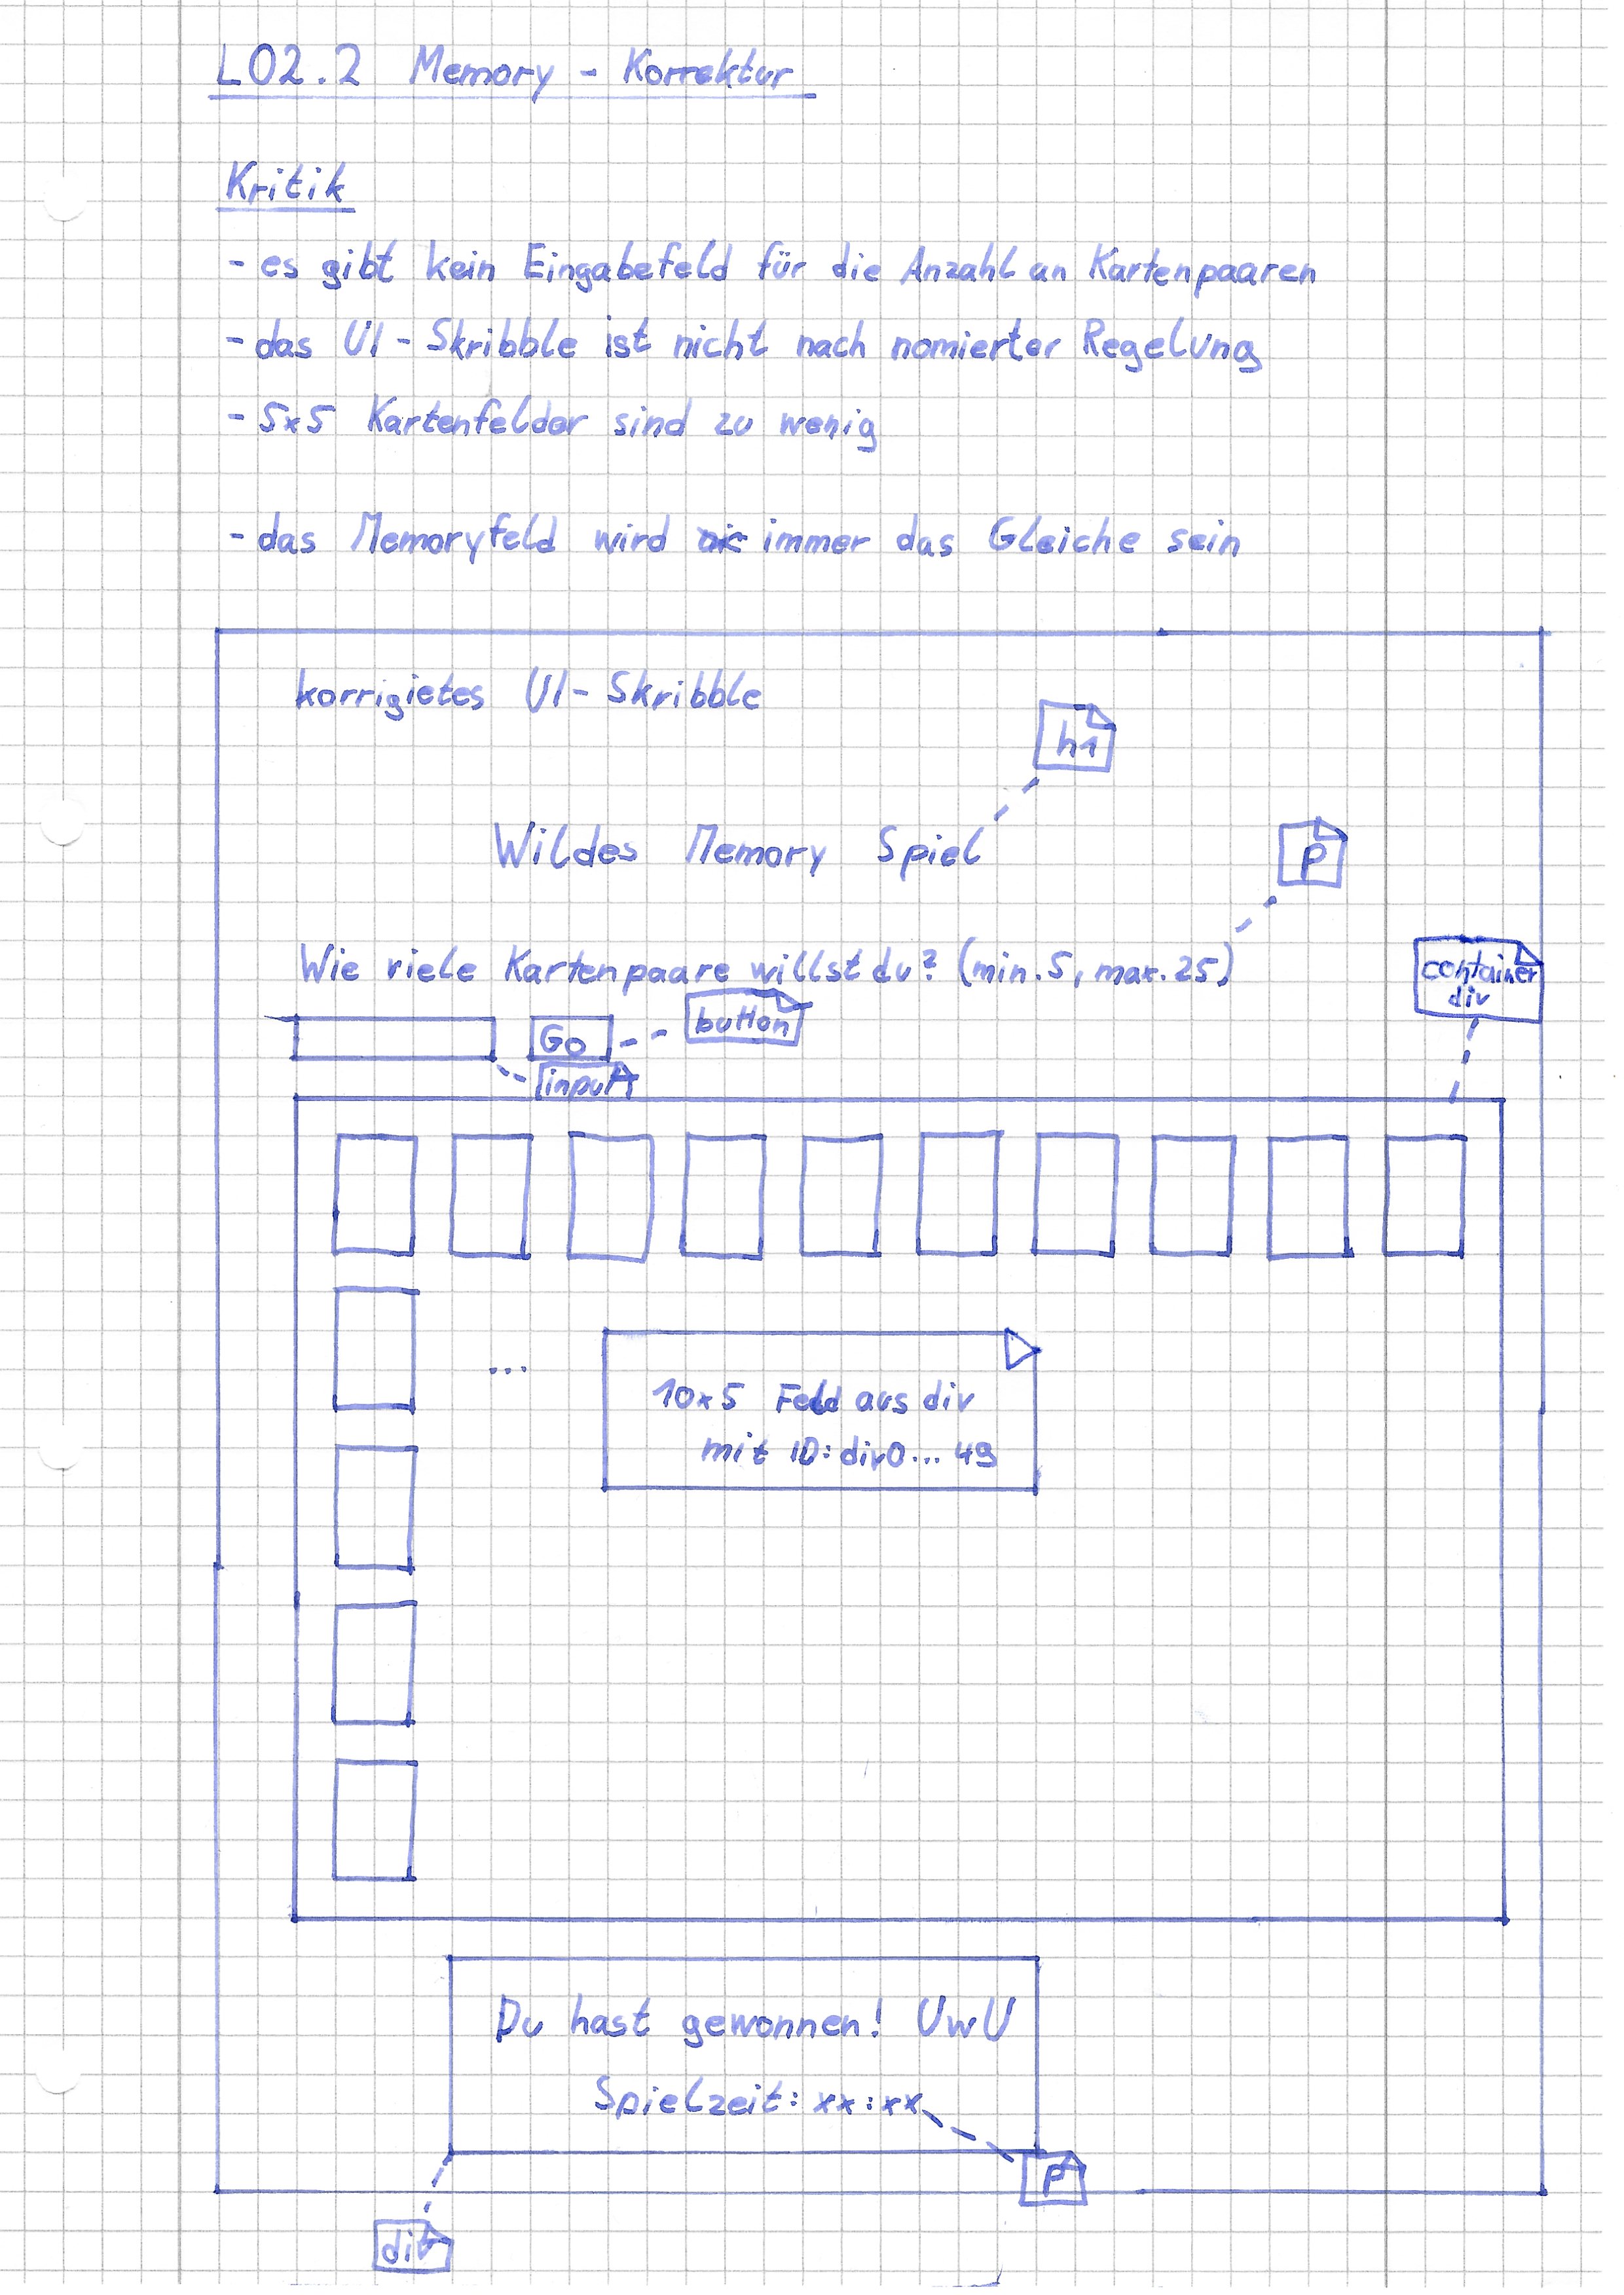 L02.2 Memory - Korrektur
Kritik
- es gibt kein Eingabefeld für die Anzahl an Kartenpaaren
- das UI-Skribble ist nicht nach nomierter Regelung
- 5x5 Kartenfelder sind zu wenig
- das Memoryfeld wird immer das Gleiche sein
korrigietes UI-Skribble
h1
Wildes Memory Spiel
p
Wie viele Kartenpaare willst du? (min. 5, max. 25)
container
div
Go
button
input
...
10x5 Feld aus div
mit ID: div0... 49
Du hast gewonnen! UwU
Spielzeit: xx:xx
p
div